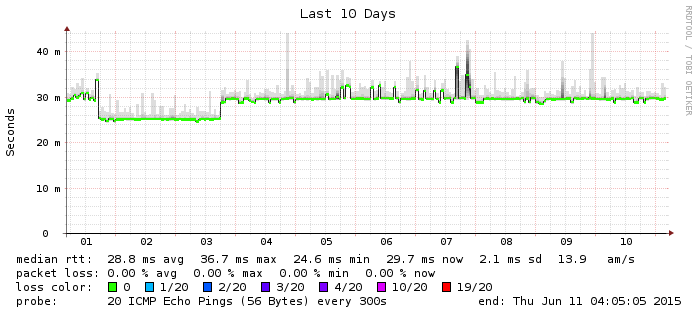 Last 10 Days
RRDTOOL / TOBI OETIKER
Seconds
40 m
30 m
20 m
10 m
0
01 02 03 04 05 06 07 08 09 10
median rtt: 28.8 ms avg 36.7 ms max 24.6 ms min 29.7 ms now 2.1 ms sd 13.9 am/s
packet loss: 0.00 % avg 0.00 % max 0.00 % min 0.00 % now
loss color: 0 1/20 2/20 3/20 4/20 10/20 19/20
probe: 20 ICMP Echo Pings (56 Bytes) every 300s end: Thu Jun 11 04:05:05 2015